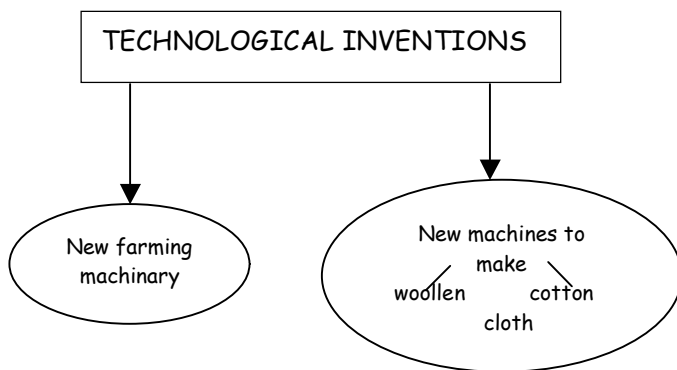 TECHNOLOGICAL INVENTIONS
New farming
machinary
New machines to
make
woollen cotton
cloth